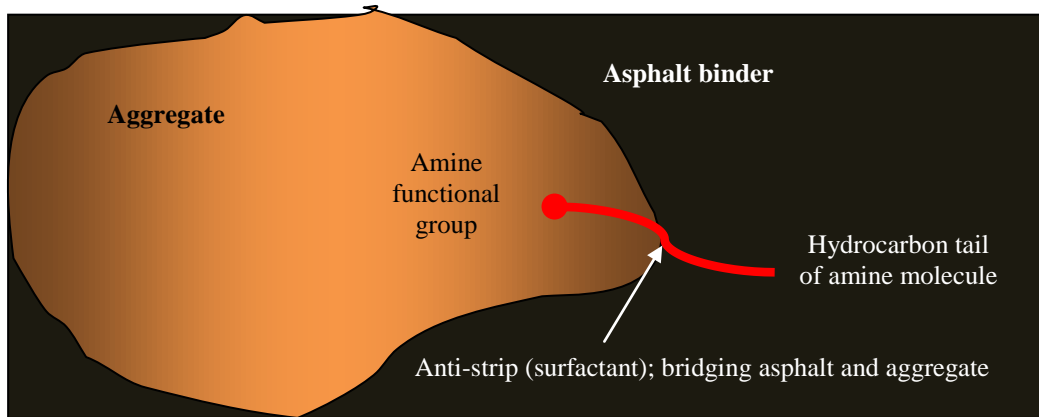 Asphalt binder
Aggregate
Amine
functional
group
Hydrocarbon tail
of amine molecule
Anti-strip (surfactant); bridging asphalt and aggregate